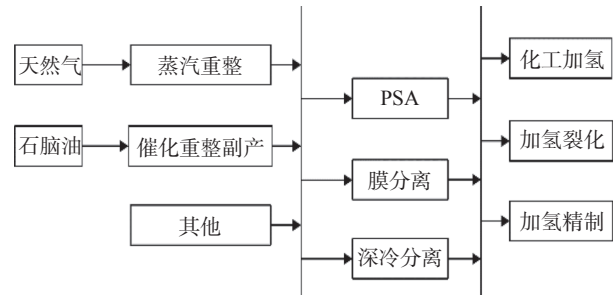 天然气
蒸汽重整
化工加氢
PSA
石脑油
催化重整副产
加氢裂化
膜分离
其他
加氢精制
深冷分离